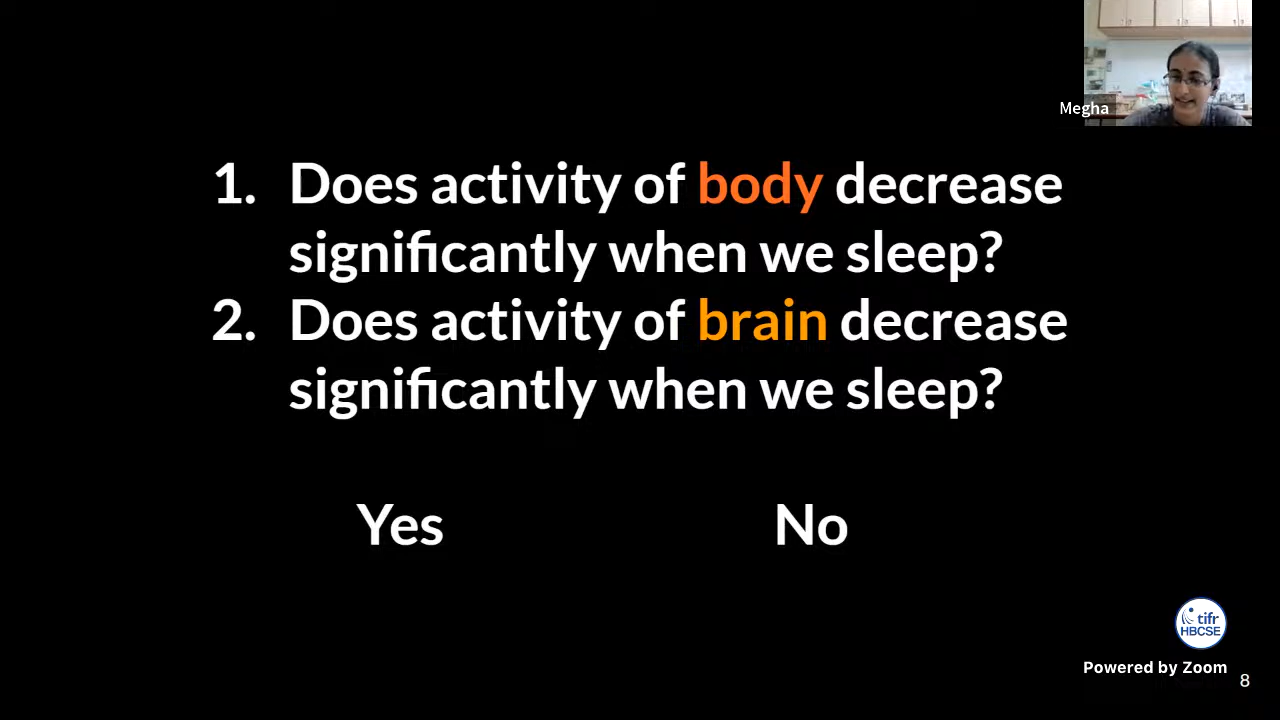 Megha
1. Does activity of body decrease
significantly when we sleep?
2. Does activity of brain decrease
significantly when we sleep?
Yes No
tifr
HBCSE
Powered by Zoom
8